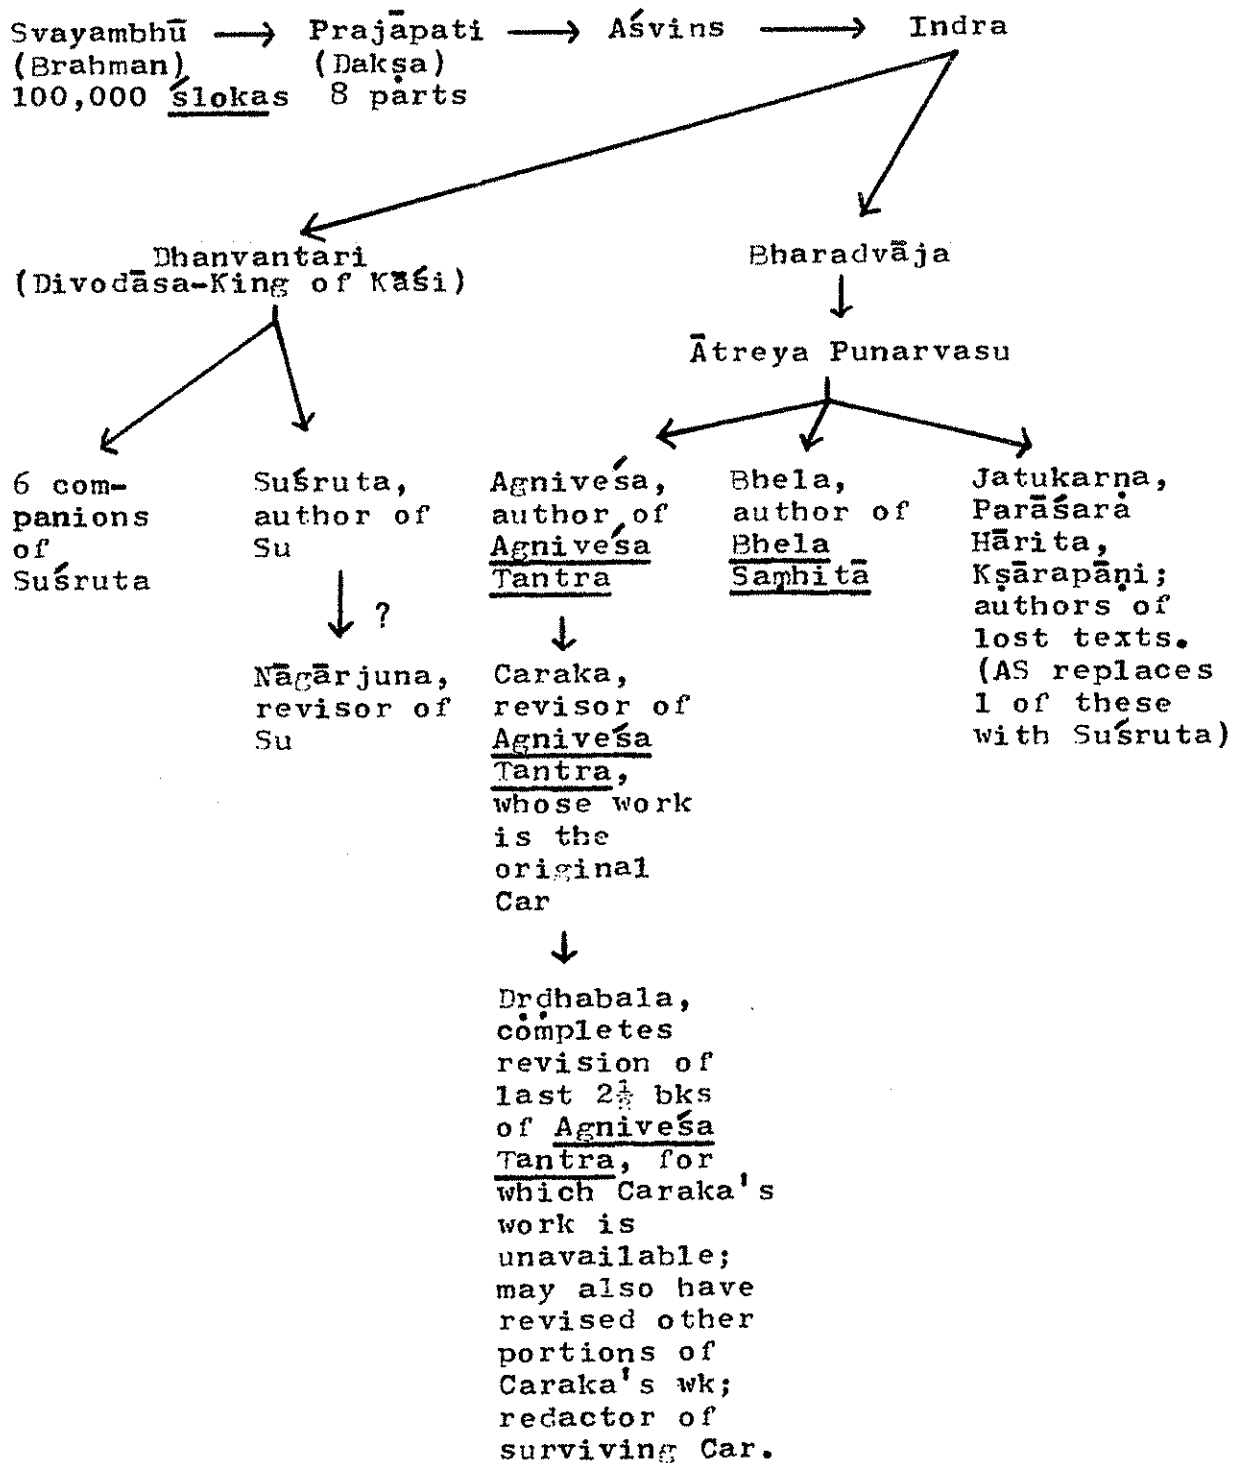 Svayambhū → Prajāpati → Aśvins → Indra
(Brahman) (Dakṣa)
100,000 ślokas 8 parts
Dhanvantari
(Divodāsa-King of Kāśi)
Bharadvāja
Ātreya Punarvasu
6 com-
panions
of
Suśruta
Suśruta,
author of
Su
?
Nāgārjuna,
revisor of
Su
Agniveśa,
author of
Agniveśa
Tantra
Caraka,
revisor of
Agniveśa
Tantra,
whose work
is the
original
Car
Dṛḍhabala,
completes
revision of
last 2½ bks
of Agniveśa
Tantra, for
which Caraka's
work is
unavailable;
may also have
revised other
portions of
Caraka's wk;
redactor of
surviving Car.
Bhela,
author of
Bhela
Saṃhitā
Jatukarṇa,
Parāśara
Hārita,
Kṣārapāṇi;
authors of
lost texts.
(AS replaces
1 of these
with Suśruta)